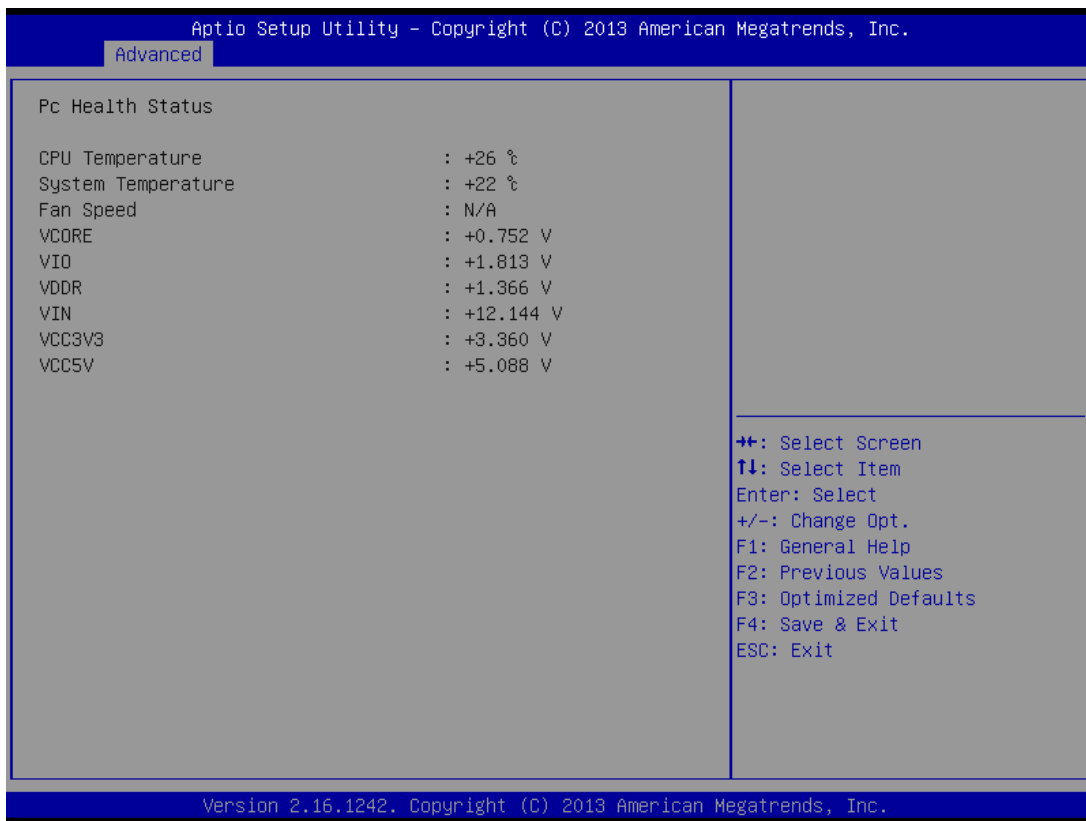 Aptio Setup Utility – Copyright (C) 2013 American Megatrends, Inc.
Advanced
Pc Health Status
CPU Temperature : +26 ℃
System Temperature : +22 ℃
Fan Speed : N/A
VCORE : +0.752 V
VIO : +1.813 V
VDDR : +1.366 V
VIN : +12.144 V
VCC3V3 : +3.360 V
VCC5V : +5.088 V
→←: Select Screen
↑↓: Select Item
Enter: Select
+/-: Change Opt.
F1: General Help
F2: Previous Values
F3: Optimized Defaults
F4: Save & Exit
ESC: Exit
Version 2.16.1242. Copyright (C) 2013 American Megatrends, Inc.